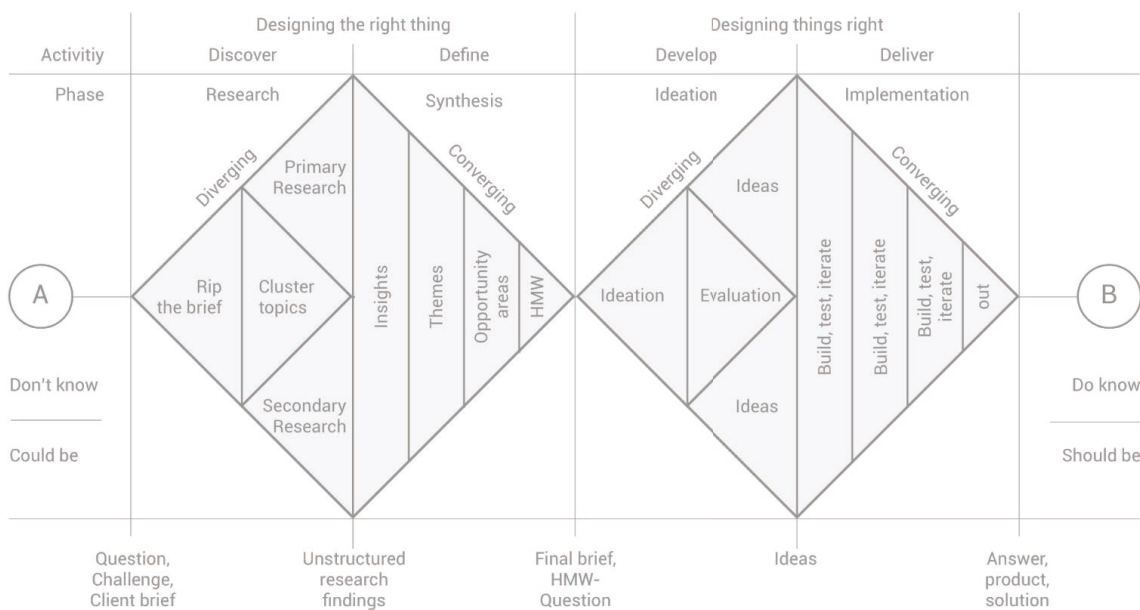 Designing the right thing
Designing things right
Activitiy
Discover
Define
Develop
Deliver
Phase
Research
Synthesis
Ideation
Implementation
Diverging
Converging
Diverging
Converging
Primary
Research
Ideas
A
Rip
the brief
Cluster
topics
Insights
Themes
Opportunity
areas
HMW
Ideation
Evaluation
Build, test, iterate
Build, test, iterate
Build, test,
iterate
out
B
Don't know
Could be
Secondary
Research
Ideas
Do know
Should be
Question,
Challenge,
Client brief
Unstructured
research
findings
Final brief,
HMW-
Question
Ideas
Answer,
product,
solution